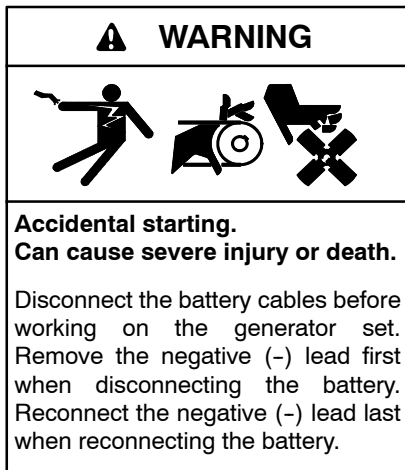 WARNING
Accidental starting.
Can cause severe injury or death.
Disconnect the battery cables before
working on the generator set.
Remove the negative (–) lead first
when disconnecting the battery.
Reconnect the negative (–) lead last
when reconnecting the battery.